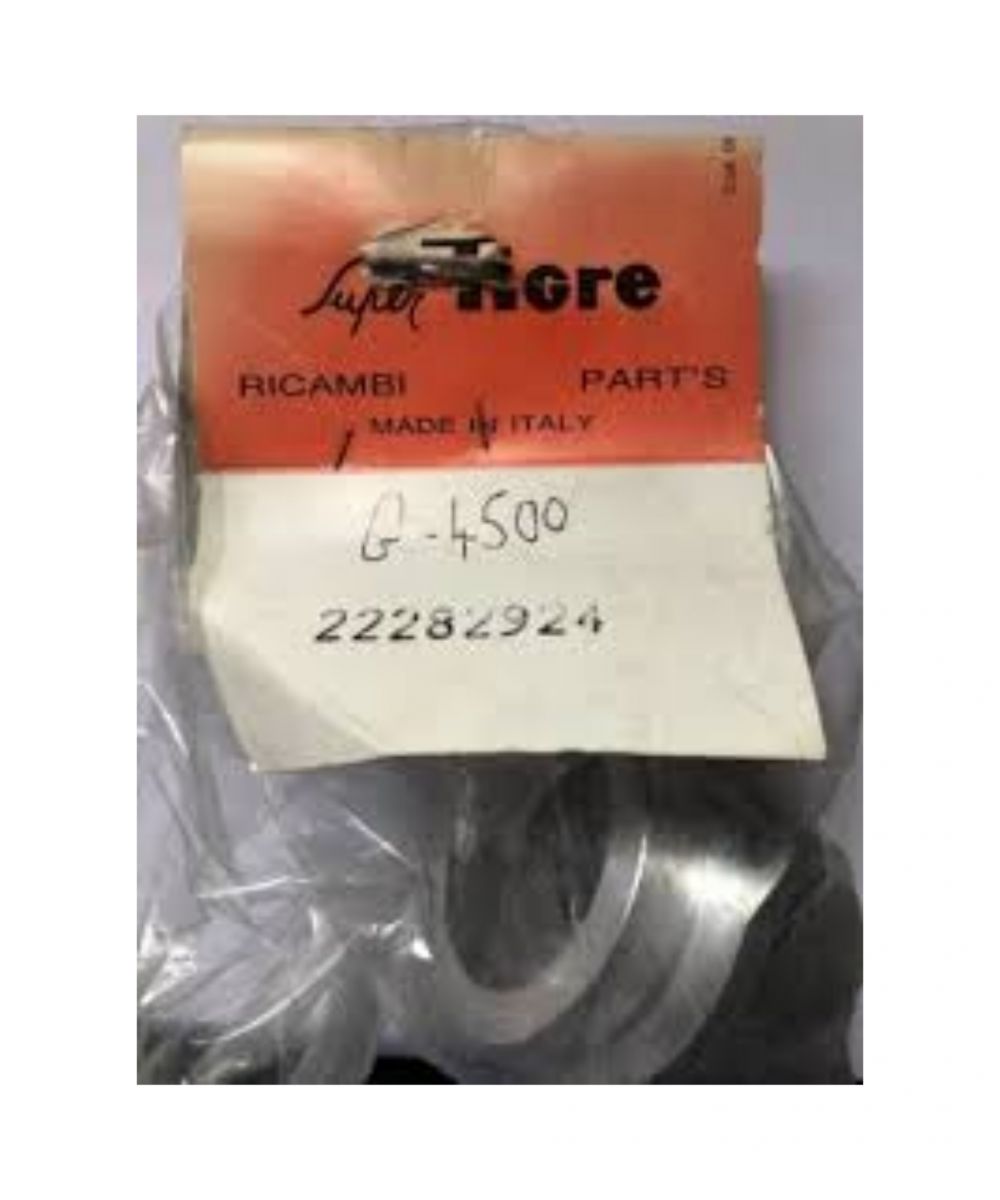 Super Tigre
RICAMBI PART'S
MADE IN ITALY
G-4500
22282924